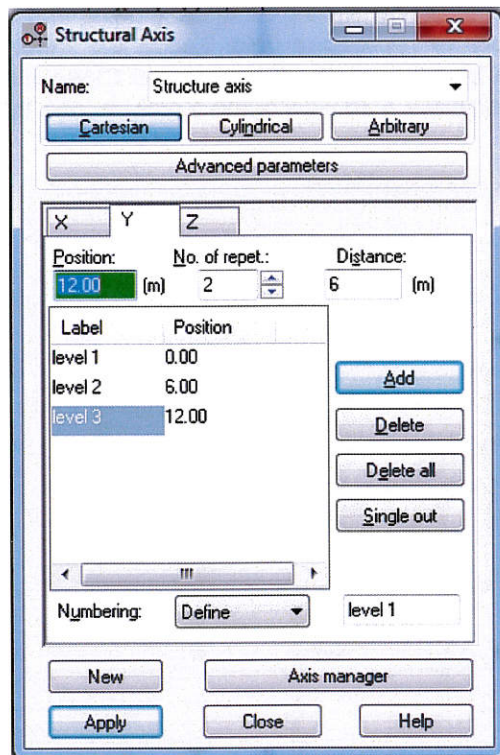 Structural Axis
Name: Structure axis
Cartesian Cylindrical Arbitrary
Advanced parameters
X Y Z
Position: No. of repet.: Distance:
12.00 (m) 2 6 (m)
Label Position
level 1 0.00
level 2 6.00
level 3 12.00
Add
Delete
Delete all
Single out
Numbering: Define level 1
New Axis manager
Apply Close Help